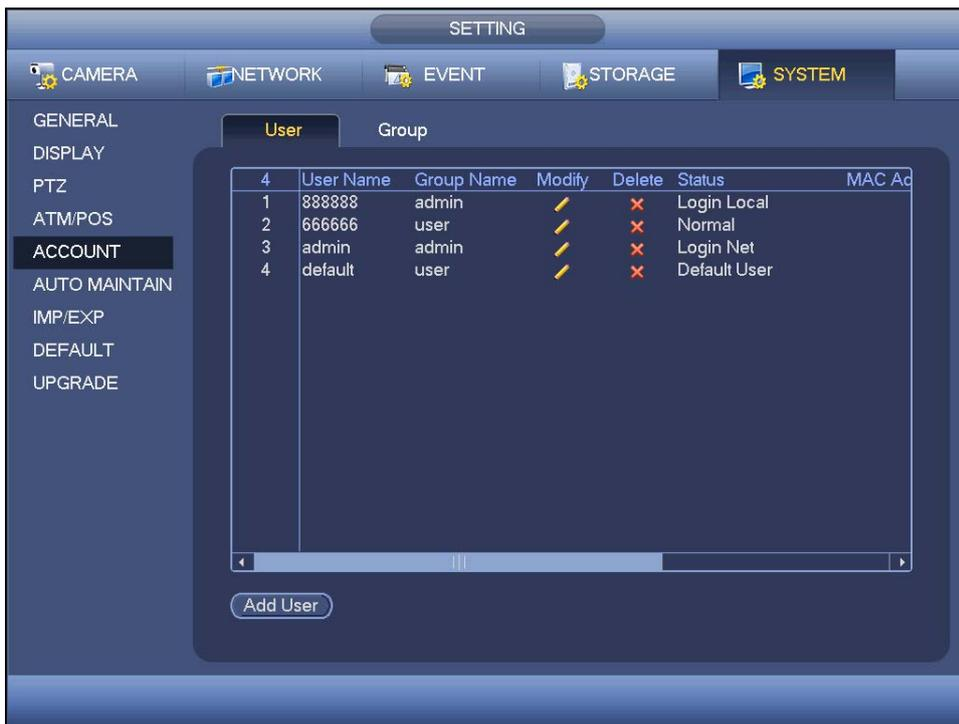 SETTING
CAMERA NETWORK EVENT STORAGE SYSTEM
GENERAL
DISPLAY
PTZ
ATM/POS
ACCOUNT
AUTO MAINTAIN
IMP/EXP
DEFAULT
UPGRADE
User Group
4 User Name Group Name Modify Delete Status MAC Ad
1 888888 admin Login Local
2 666666 user Normal
3 admin admin Login Net
4 default user Default User
Add User